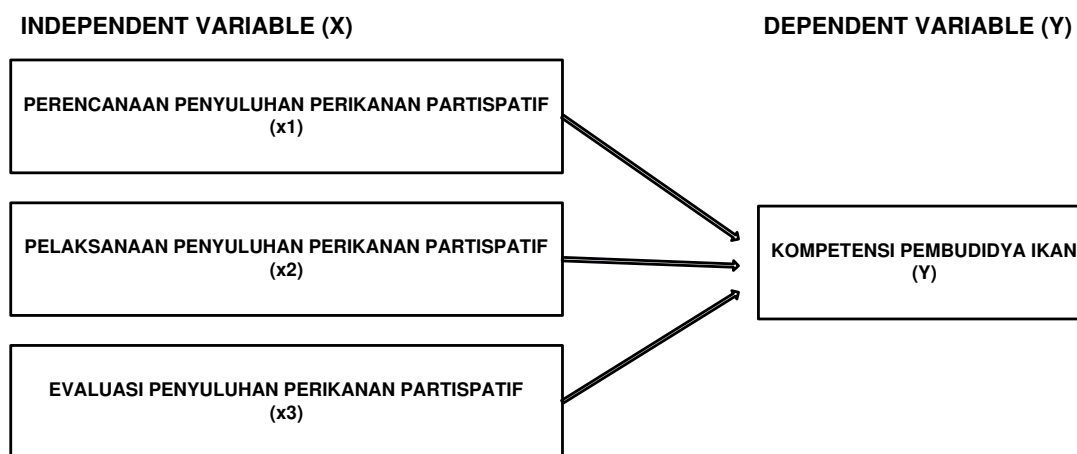 INDEPENDENT VARIABLE (X)
DEPENDENT VARIABLE (Y)
PERENCANAAN PENYULUHAN PERIKANAN PARTISPATIF
(x1)
PELAKSANAAN PENYULUHAN PERIKANAN PARTISPATIF
(x2)
KOMPETENSI PEMBUDIDYA IKAN
(Y)
EVALUASI PENYULUHAN PERIKANAN PARTISPATIF
(x3)